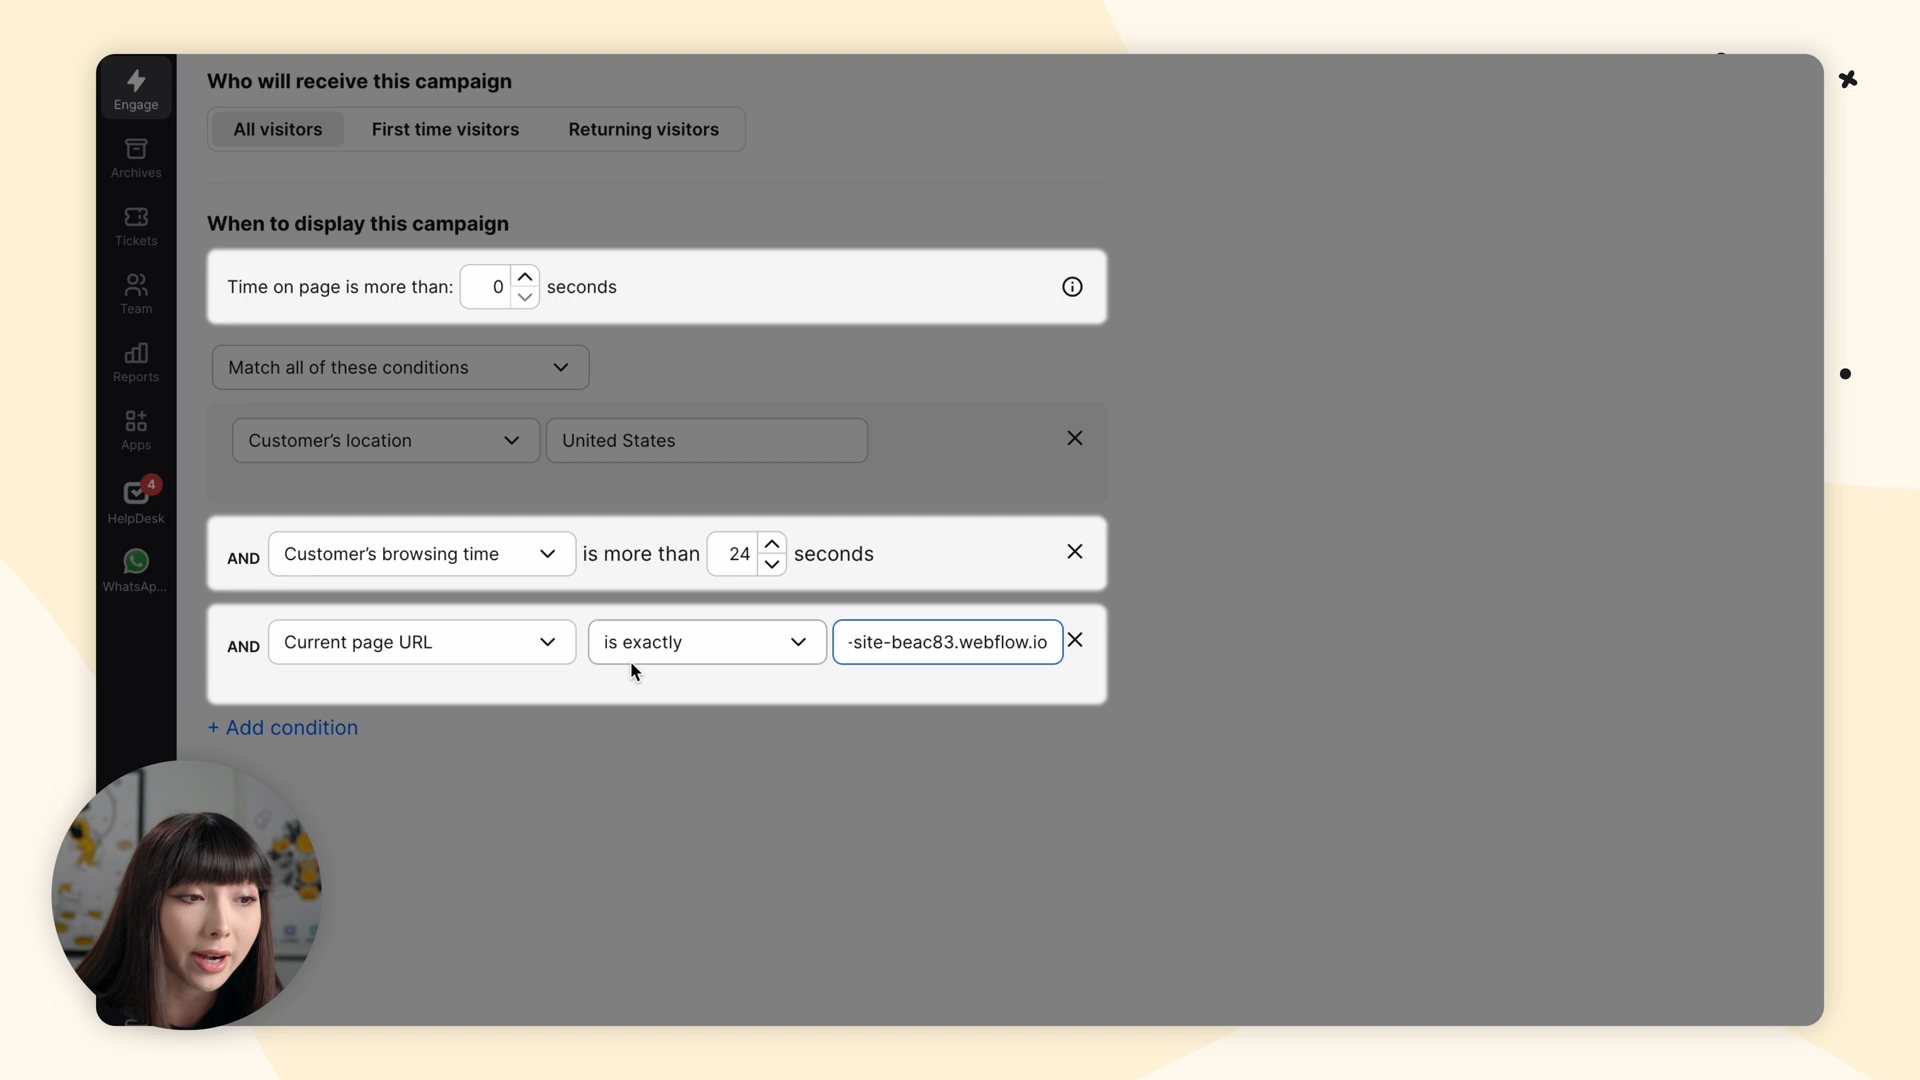 Engage
Archives
Tickets
Team
Reports
Apps
4
HelpDesk
WhatsAp...
Who will receive this campaign
All visitors First time visitors Returning visitors
When to display this campaign
Time on page is more than: 0 seconds
Match all of these conditions
Customer's location United States
AND Customer's browsing time is more than 24 seconds
AND Current page URL is exactly -site-beac83.webflow.io
+ Add condition